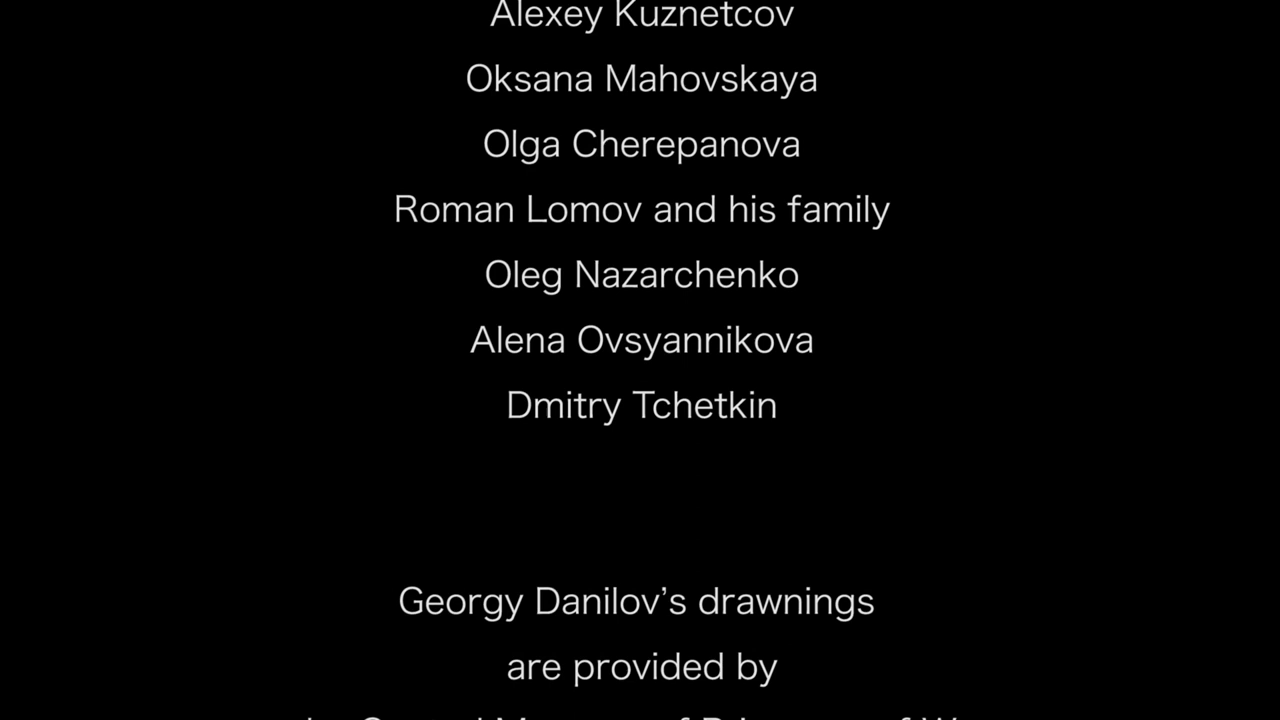 Alexey Kuznetcov
Oksana Mahovskaya
Olga Cherepanova
Roman Lomov and his family
Oleg Nazarchenko
Alena Ovsyannikova
Dmitry Tchetkin
Georgy Danilov’s drawnings
are provided by